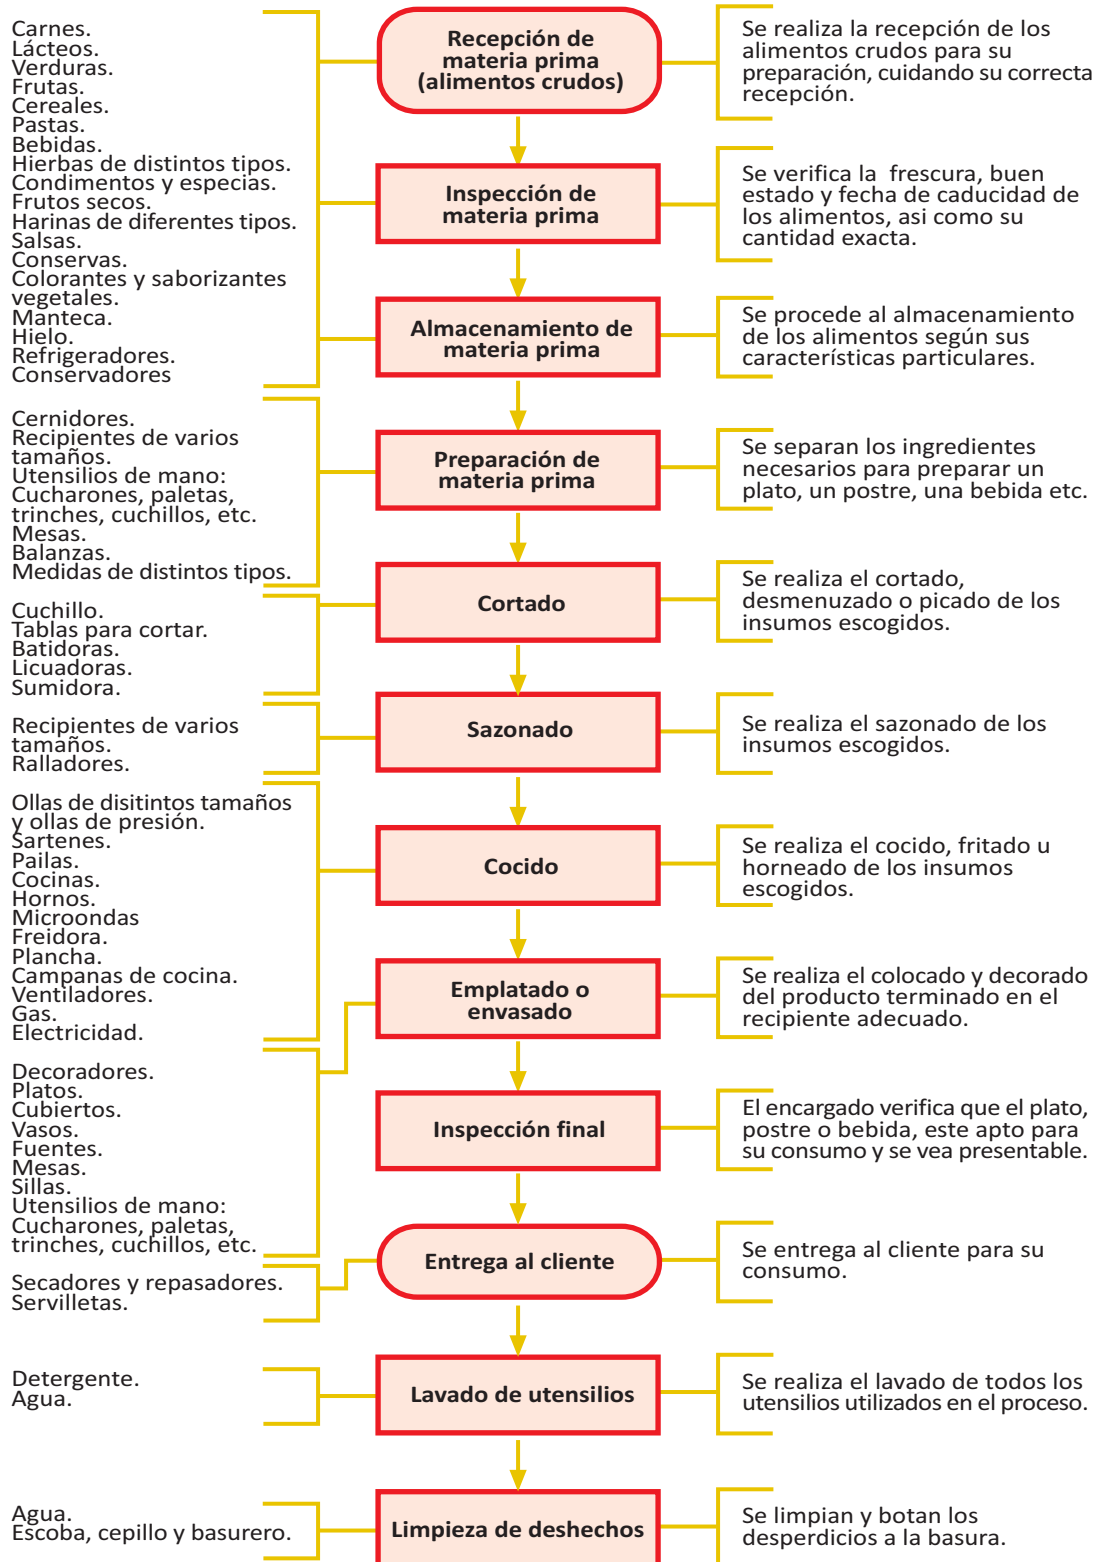 Carnes.
Lácteos.
Verduras.
Frutas.
Cereales.
Pastas.
Bebidas.
Hierbas de distintos tipos.
Condimentos y especias.
Frutos secos.
Harinas de diferentes tipos.
Salsas.
Conservas.
Colorantes y saborizantes
vegetales.
Manteca.
Hielo.
Refrigeradores.
Conservadores
Recepción de
materia prima
(alimentos crudos)
Se realiza la recepción de los
alimentos crudos para su
preparación, cuidando su correcta
recepción.
Inspección de
materia prima
Se verifica la frescura, buen
estado y fecha de caducidad de
los alimentos, asi como su
cantidad exacta.
Almacenamiento de
materia prima
Se procede al almacenamiento
de los alimentos según sus
características particulares.
Cernidores.
Recipientes de varios
tamaños.
Utensilios de mano:
Cucharones, paletas,
trinches, cuchillos, etc.
Mesas.
Balanzas.
Medidas de distintos tipos.
Preparación de
materia prima
Se separan los ingredientes
necesarios para preparar un
plato, un postre, una bebida etc.
Cuchillo.
Tablas para cortar.
Batidoras.
Licuadoras.
Sumidora.
Cortado
Se realiza el cortado,
desmenuzado o picado de los
insumos escogidos.
Recipientes de varios
tamaños.
Ralladores.
Sazonado
Se realiza el sazonado de los
insumos escogidos.
Ollas de disitintos tamaños
y ollas de presión.
Sartenes.
Pailas.
Cocinas.
Hornos.
Microondas
Freidora.
Plancha.
Campanas de cocina.
Ventiladores.
Gas.
Electricidad.
Cocido
Se realiza el cocido, fritado u
horneado de los insumos
escogidos.
Decoradores.
Platos.
Cubiertos.
Vasos.
Fuentes.
Mesas.
Sillas.
Utensilios de mano:
Cucharones, paletas,
trinches, cuchillos, etc.
Emplatado o
envasado
Se realiza el colocado y decorado
del producto terminado en el
recipiente adecuado.
Inspección final
El encargado verifica que el plato,
postre o bebida, este apto para
su consumo y se vea presentable.
Secadores y repasadores.
Servilletas.
Entrega al cliente
Se entrega al cliente para su
consumo.
Detergente.
Agua.
Lavado de utensilios
Se realiza el lavado de todos los
utensilios utilizados en el proceso.
Agua.
Escoba, cepillo y basurero.
Limpieza de deshechos
Se limpian y botan los
desperdicios a la basura.